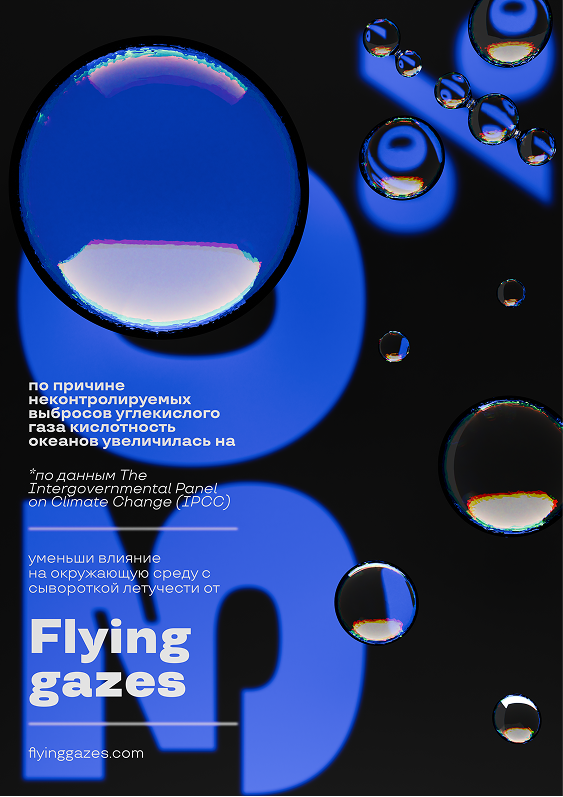 30%
по причине
неконтролируемых
выбросов углекислого
газа кислотность
океанов увеличилась на
*по данным The
Intergovernmental Panel
on Climate Change (IPCC)
уменьши влияние
на окружающую среду с
сывороткой летучести от
Flying
gazes
flyinggazes.com